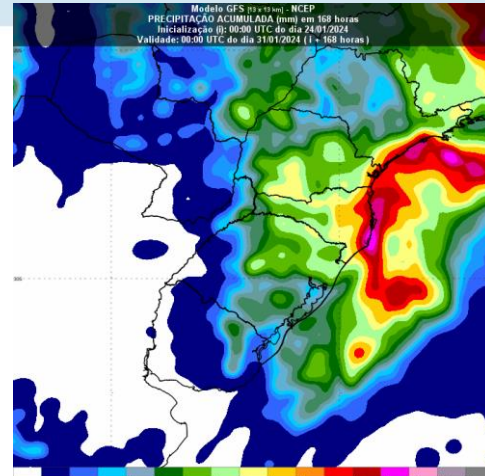 Modelo GFS [13 x 13 km] - NCEP
PRECIPITAÇÃO ACUMULADA (mm) em 168 horas
Inicialização (i): 00:00 UTC do dia 24/01/2024
Validade: 00:00 UTC do dia 31/01/2024 ( i + 168 horas )